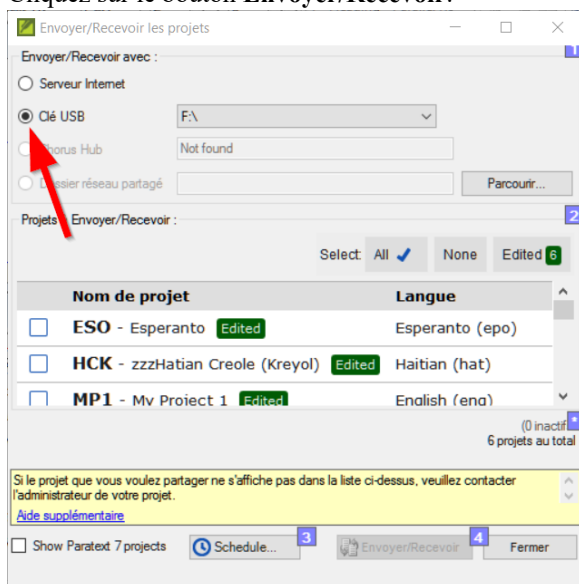 Cliquez sur le bouton Envoyer/Recevoir.
Envoyer/Recevoir les projets
Envoyer/Recevoir avec :
1
Serveur Internet
Clé USB F:\
Chorus Hub Not found
Dossier réseau partagé Parcourir...
Projets Envoyer/Recevoir :
2
Select: All None Edited 6
Nom de projet Langue
ESO - Esperanto Edited Esperanto (epo)
HCK - zzzHatian Creole (Kreyol) Edited Haitian (hat)
MP1 - My Project 1 Edited English (eng)
(0 inactif
*
6 projets au total
Si le projet que vous voulez partager ne s'affiche pas dans la liste ci-dessus, veuillez contacter
l'administrateur de votre projet.
Aide supplémentaire
Show Paratext 7 projects Schedule... 3 Envoyer/Recevoir 4 Fermer